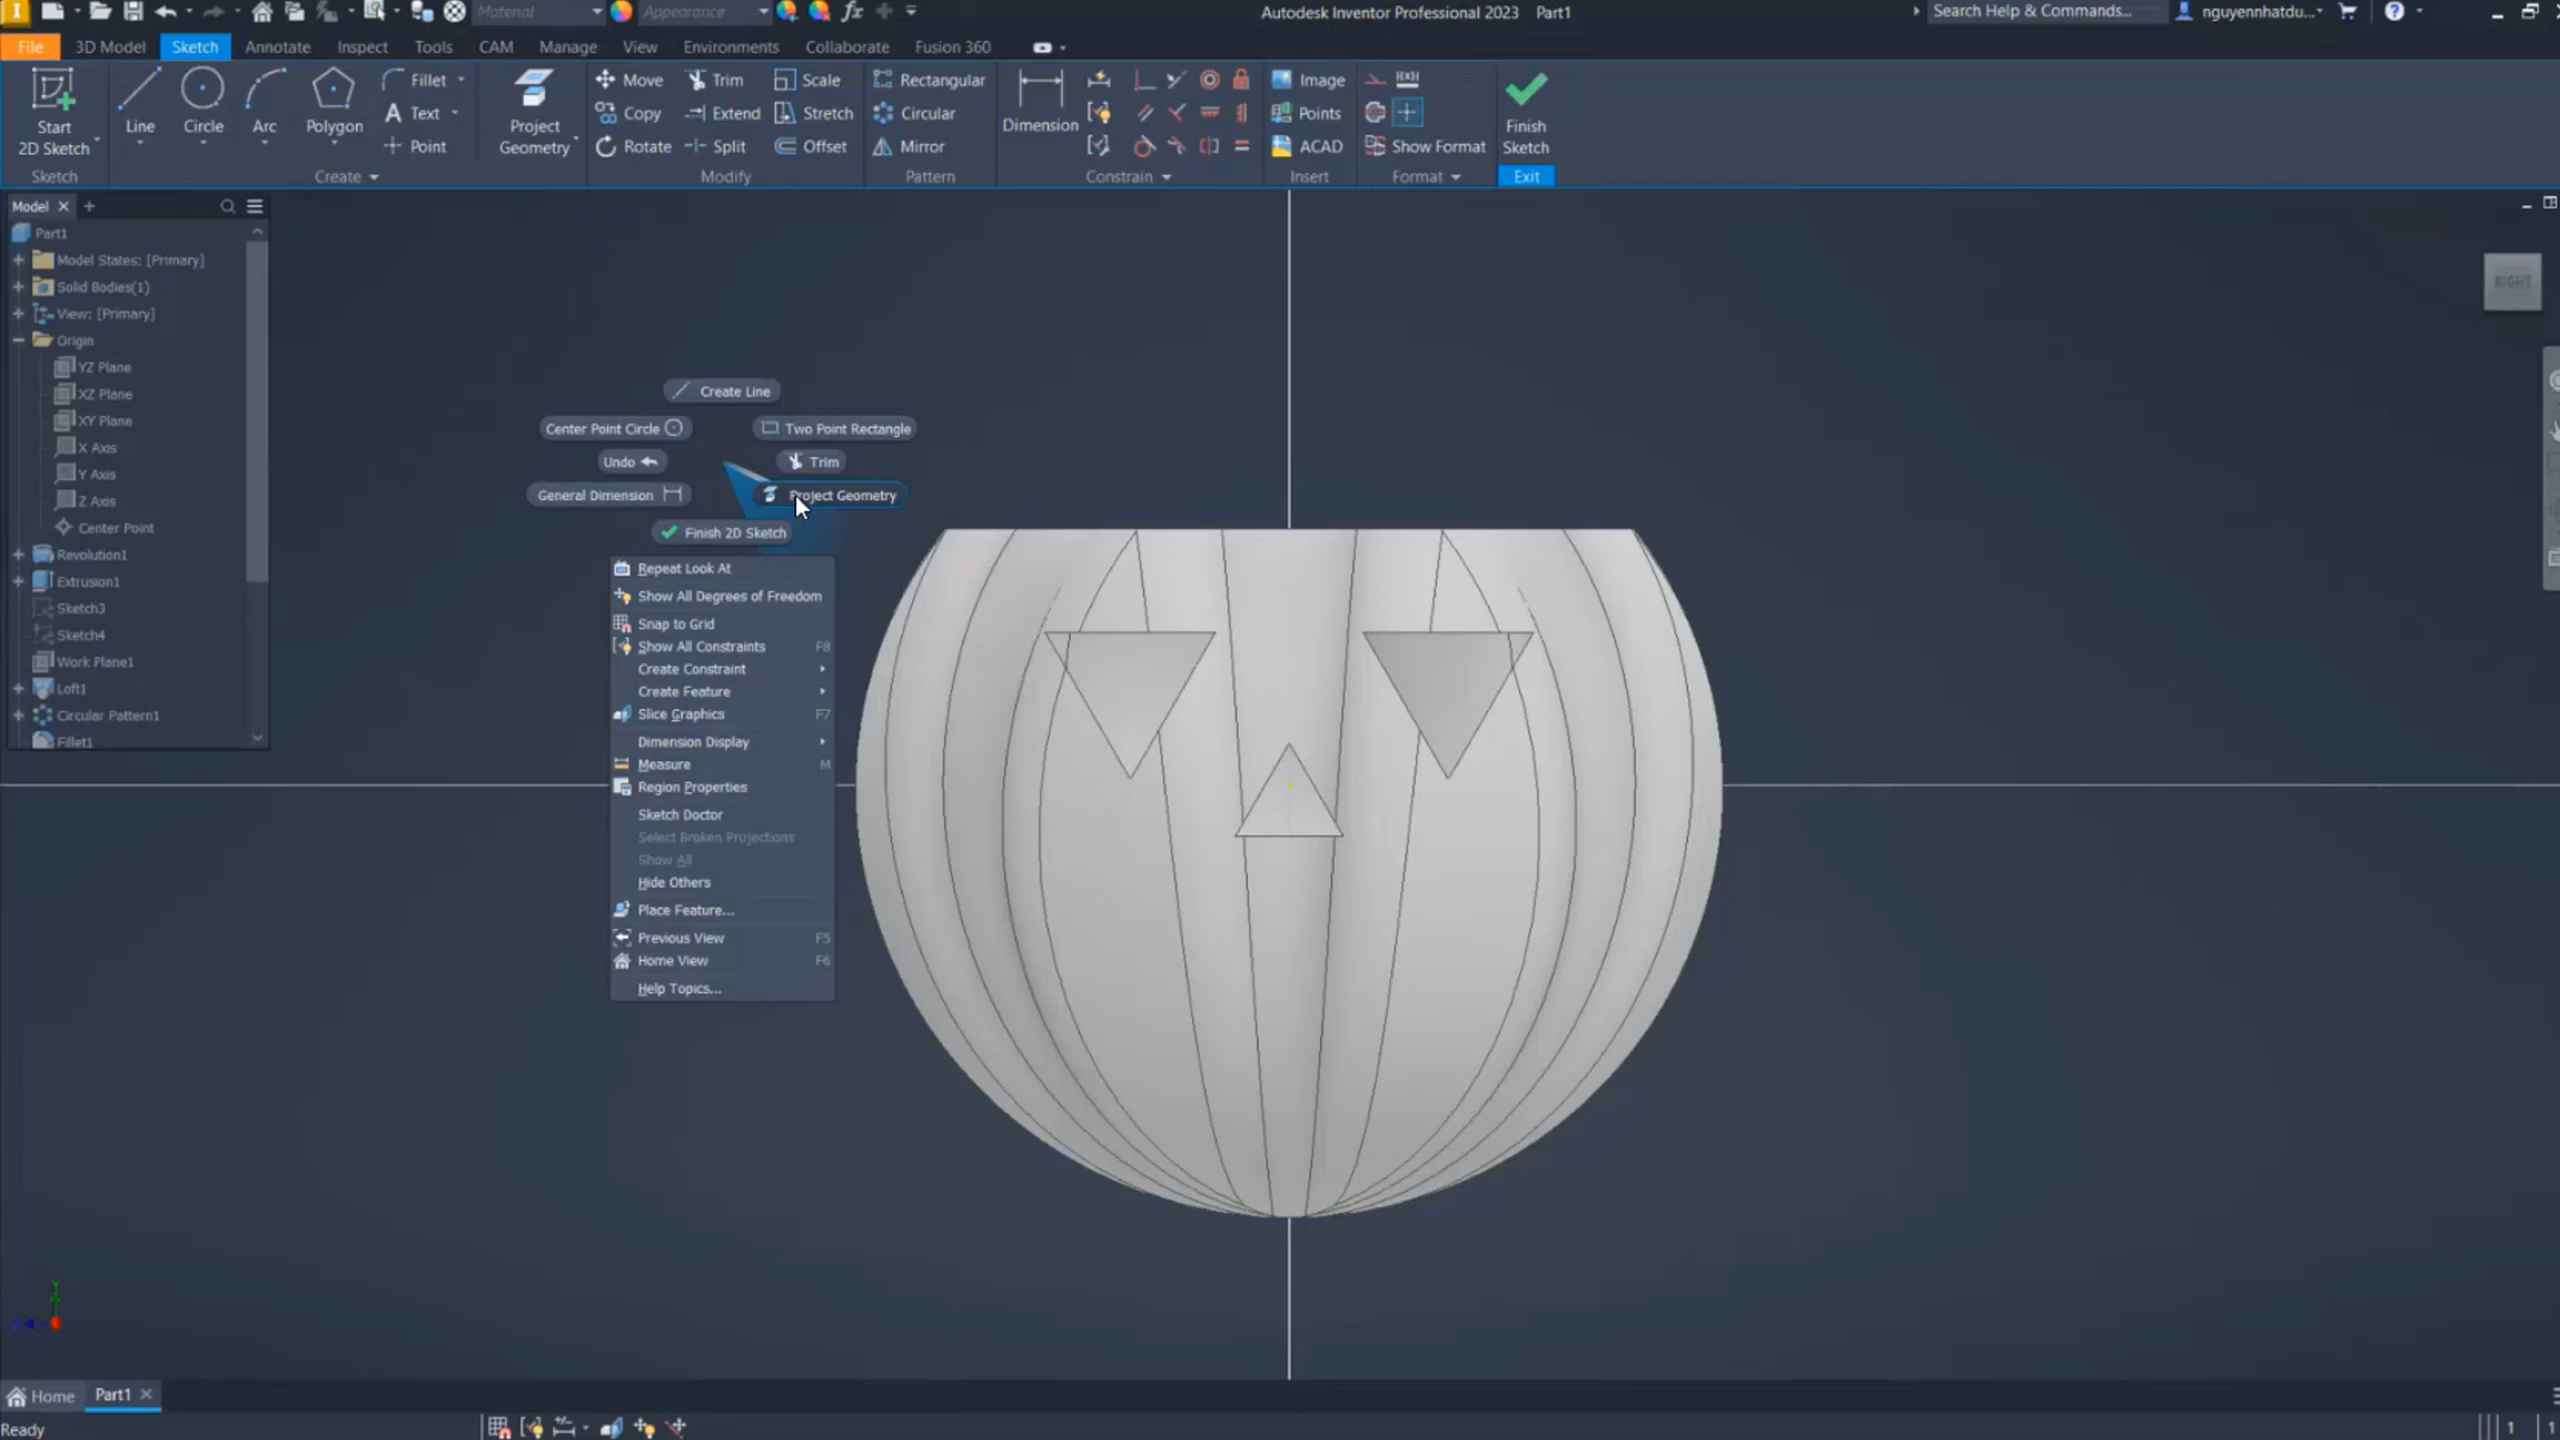 Material
Appearance
Autodesk Inventor Professional 2023 Part1
Search Help & Commands...
nguyennhatdu...
File
3D Model
Sketch
Annotate
Inspect
Tools
CAM
Manage
View
Environments
Collaborate
Fusion 360
Start
2D Sketch
Line
Circle
Arc
Polygon
Fillet
Text
Point
Project
Geometry
Move
Copy
Rotate
Trim
Extend
Split
Scale
Stretch
Offset
Rectangular
Circular
Mirror
Dimension
Image
Points
ACAD
Show Format
Finish
Sketch
Sketch
Create
Modify
Pattern
Constrain
Insert
Format
Exit
Model
Part1
Model States: [Primary]
Solid Bodies(1)
View: [Primary]
Origin
YZ Plane
XZ Plane
XY Plane
X Axis
Y Axis
Z Axis
Center Point
Revolution1
Extrusion1
Sketch3
Sketch4
Work Plane1
Loft1
Circular Pattern1
Fillet1
RIGHT
Create Line
Center Point Circle
Two Point Rectangle
Undo
Trim
General Dimension
Project Geometry
Finish 2D Sketch
Repeat Look At
Show All Degrees of Freedom
Snap to Grid
Show All Constraints F8
Create Constraint
Create Feature
Slice Graphics F7
Dimension Display
Measure M
Region Properties
Sketch Doctor
Select Broken Projections
Show All
Hide Others
Place Feature...
Previous View F5
Home View F6
Help Topics...
Y
Z
Home
Part1
Ready
1
1